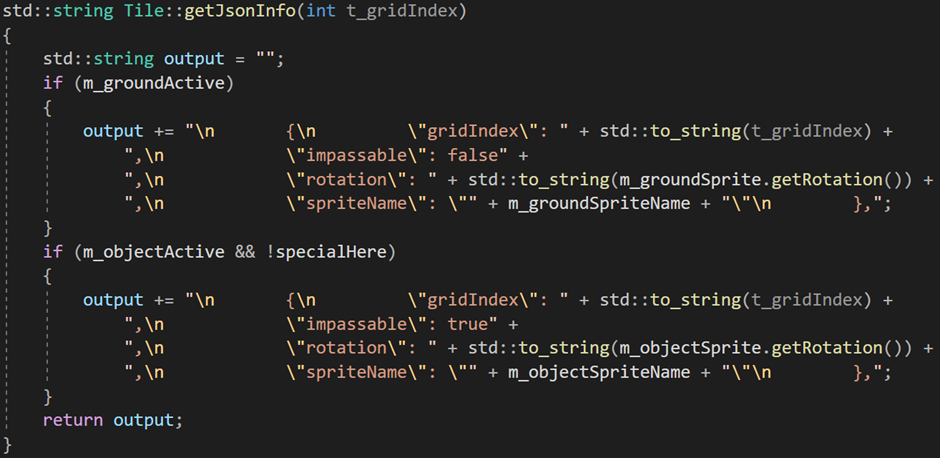 std::string Tile::getJsonInfo(int t_gridIndex)
{
    std::string output = "";
    if (m_groundActive)
    {
        output += "\n       {\n         \"gridIndex\": " + std::to_string(t_gridIndex) +
            ",\n            \"impassable\": false" +
            ",\n            \"rotation\": " + std::to_string(m_groundSprite.getRotation()) +
            ",\n            \"spriteName\": \"" + m_groundSpriteName + "\"\n        },";
    }
    if (m_objectActive && !specialHere)
    {
        output += "\n       {\n         \"gridIndex\": " + std::to_string(t_gridIndex) +
            ",\n            \"impassable\": true" +
            ",\n            \"rotation\": " + std::to_string(m_objectSprite.getRotation()) +
            ",\n            \"spriteName\": \"" + m_objectSpriteName + "\"\n        },";
    }
    return output;
}